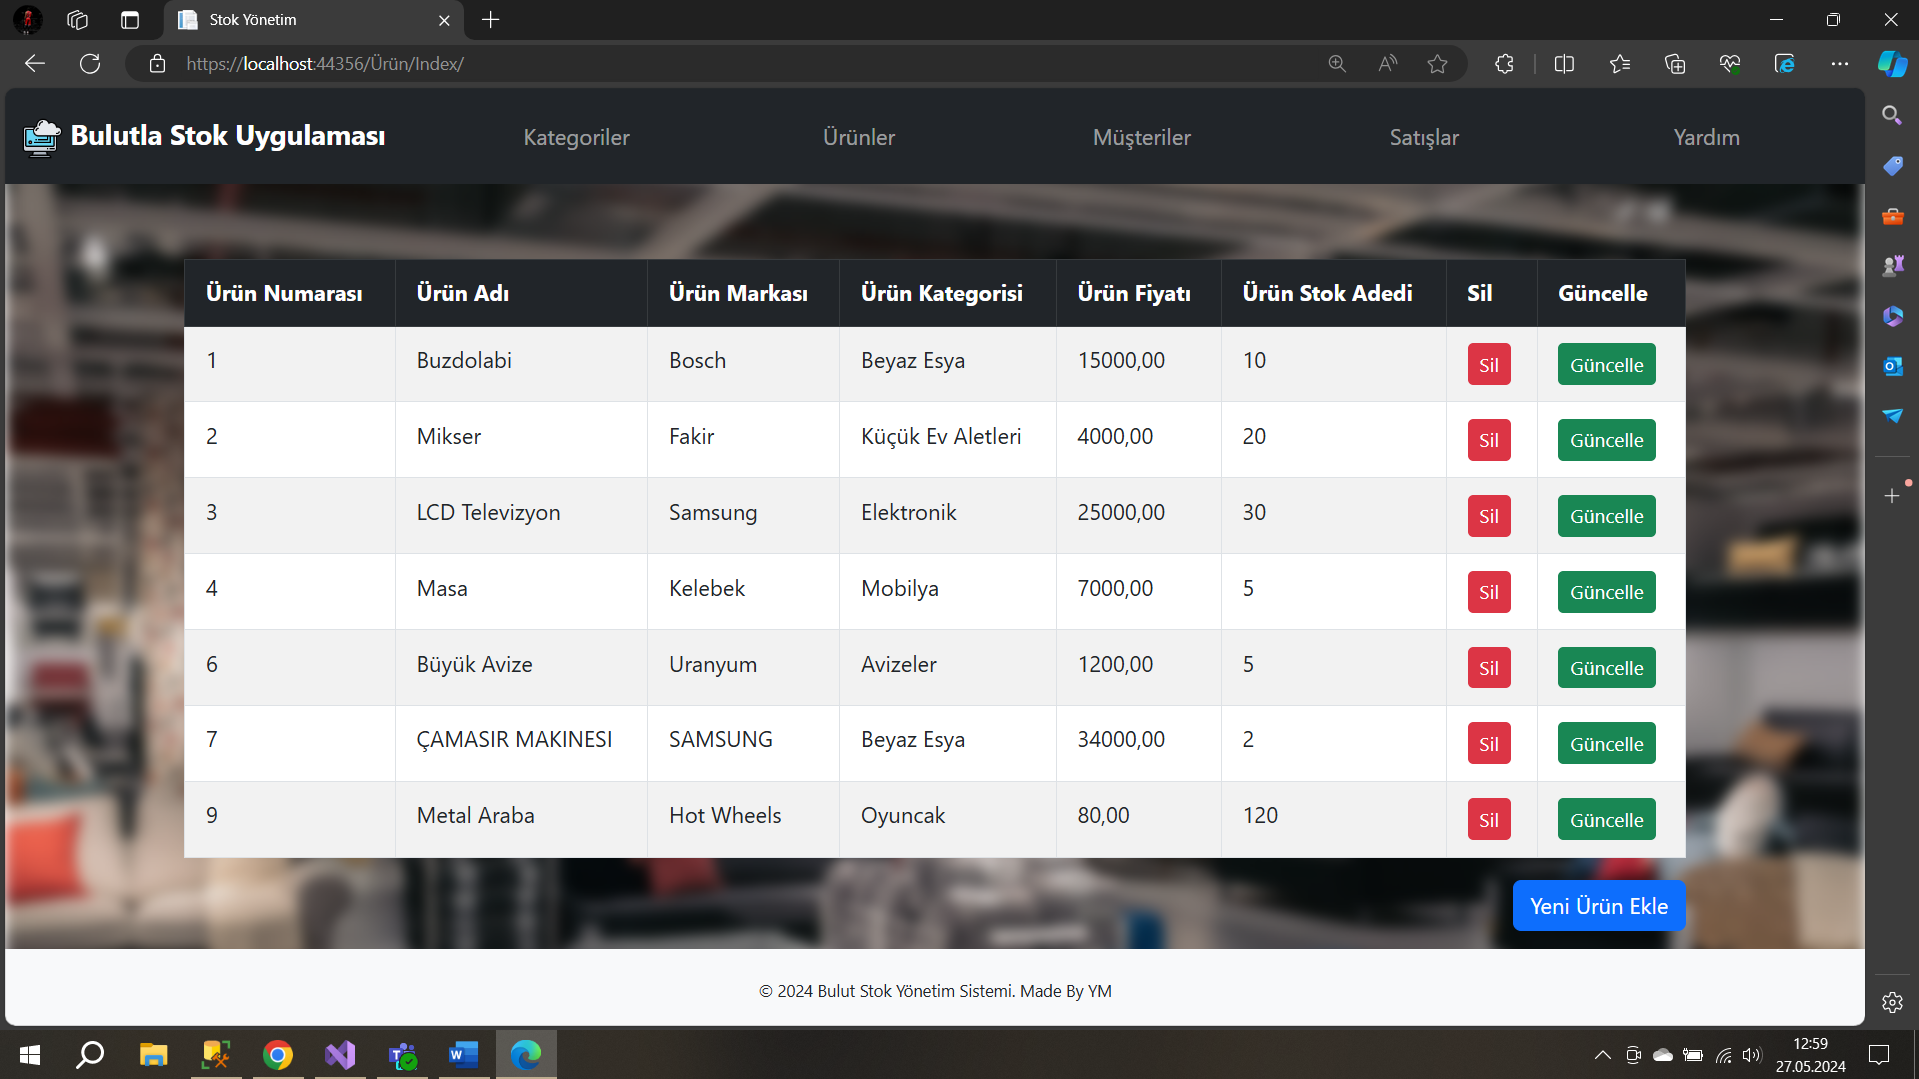 Stok Yönetim
https://localhost:44356/Ürün/Index/
Bulutla Stok Uygulaması Kategoriler Ürünler Müşteriler Satışlar Yardım
Ürün Numarası Ürün Adı Ürün Markası Ürün Kategorisi Ürün Fiyatı Ürün Stok Adedi Sil Güncelle
1 Buzdolabi Bosch Beyaz Esya 15000,00 10 Sil Güncelle
2 Mikser Fakir Küçük Ev Aletleri 4000,00 20 Sil Güncelle
3 LCD Televizyon Samsung Elektronik 25000,00 30 Sil Güncelle
4 Masa Kelebek Mobilya 7000,00 5 Sil Güncelle
6 Büyük Avize Uranyum Avizeler 1200,00 5 Sil Güncelle
7 ÇAMASIR MAKINESI SAMSUNG Beyaz Esya 34000,00 2 Sil Güncelle
9 Metal Araba Hot Wheels Oyuncak 80,00 120 Sil Güncelle
Yeni Ürün Ekle
© 2024 Bulut Stok Yönetim Sistemi. Made By YM
12:59
27.05.2024